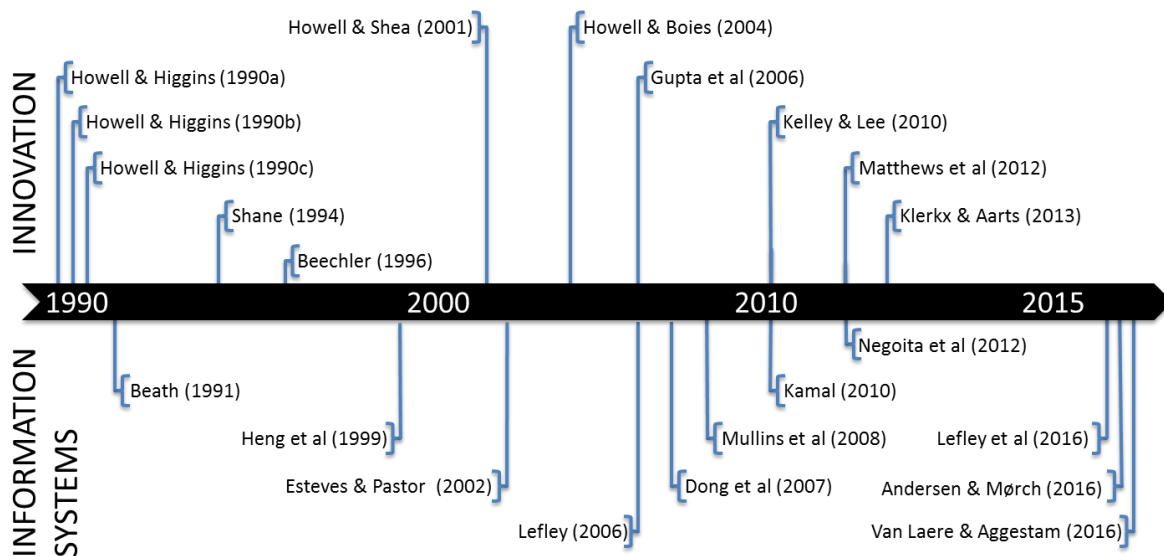 INNOVATION
Howell & Shea (2001)
Howell & Boies (2004)
Howell & Higgins (1990a)
Gupta et al (2006)
Howell & Higgins (1990b)
Kelley & Lee (2010)
Howell & Higgins (1990c)
Matthews et al (2012)
Shane (1994)
Klerkx & Aarts (2013)
Beechler (1996)
1990
2000
2010
2015
INFORMATION
SYSTEMS
Negoita et al (2012)
Beath (1991)
Kamal (2010)
Heng et al (1999)
Mullins et al (2008)
Lefley et al (2016)
Esteves & Pastor (2002)
Dong et al (2007)
Andersen & Mørch (2016)
Lefley (2006)
Van Laere & Aggestam (2016)